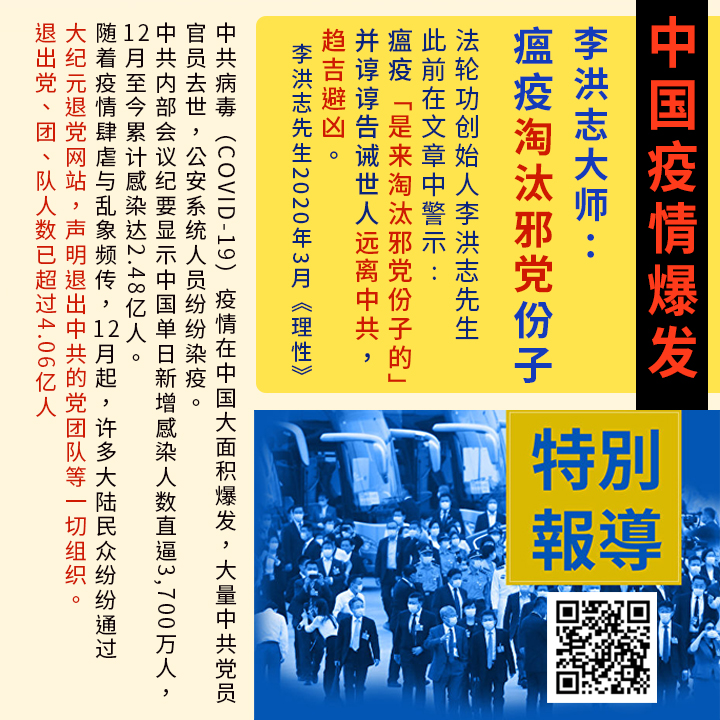 中国疫情爆发
李洪志大师：
瘟疫淘汰邪党份子
法轮功创始人李洪志先生
此前在文章中警示：
瘟疫「是来淘汰邪党份子的」
并谆谆告诫世人远离中共，
趋吉避凶。
李洪志先生2020年3月《理性》
中共病毒（COVID-19）疫情在中国大面积爆发，大量中共党员
官员去世，公安系统人员纷纷染疫。
中共内部会议纪要显示中国单日新增感染人数直逼3,700万人，
12月至今累计感染达2.48亿人。
随着疫情肆虐与乱象频传，12月起，许多大陆民众纷纷通过
大纪元退党网站，声明退出中共的党团队等一切组织。
退出党、团、队人数已超过4.06亿人
特別
報導